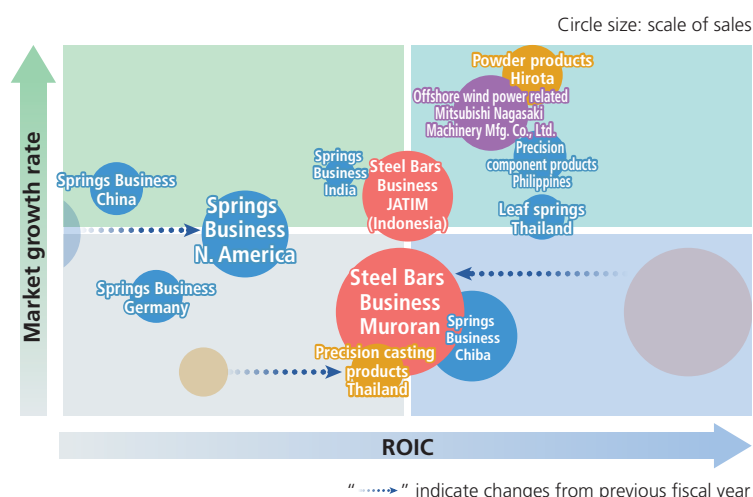 Circle size: scale of sales
Market growth rate
Powder products
Hirota
Offshore wind power related
Mitsubishi Nagasaki
Machinery Mfg. Co., Ltd.
Precision
component products
Philippines
Springs
Business
India
Steel Bars
Business
JATIM
(Indonesia)
Springs Business
China
Springs
Business
N. America
Leaf springs
Thailand
Springs Business
Germany
Steel Bars
Business
Muroran
Springs
Business
Chiba
Precision casting
products
Thailand
ROIC
“ ” indicate changes from previous fiscal year